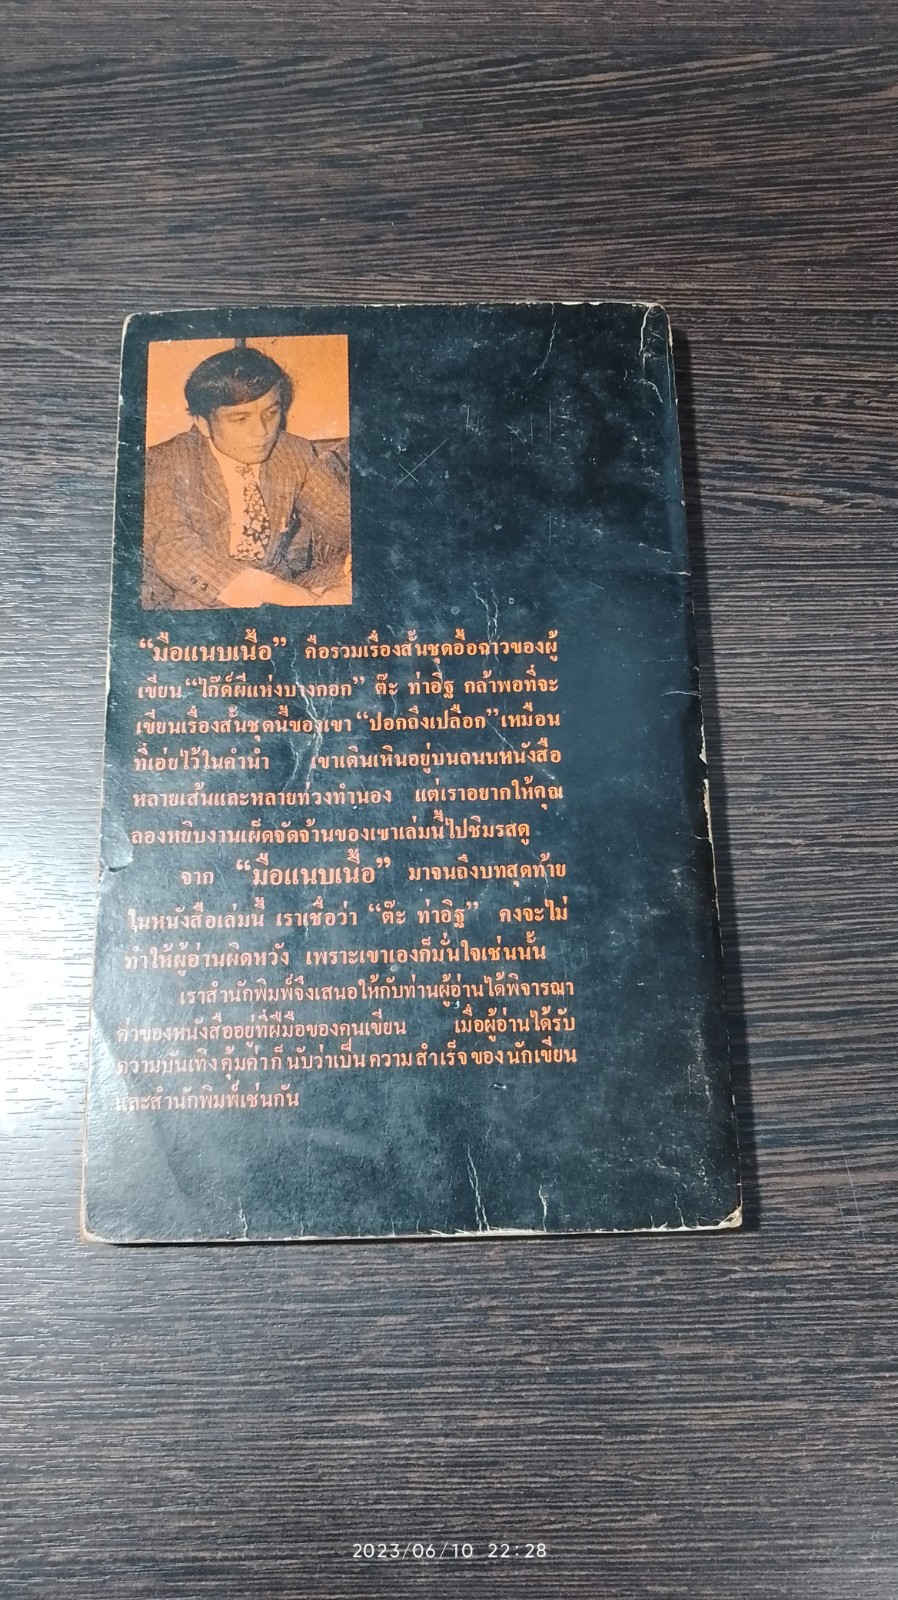 “มือแนบเนื้อ” คือรวมเรื่องสั้นชุดอื้อฉาวของผู้
เขียน “ไก๊ด์ผีแห่งบางกอก” ต๊ะ ท่าอิฐ กล้าพอที่จะ
เขียนเรื่องสั้นชุดนี้ของเขา “ปอกถึงเปลือก” เหมือน
ที่เอ่ยไว้ในคำนำ เขาเดินเหินอยู่บนถนนหนังสือ
หลายเส้นและหลายท่วงทำนอง แต่เราอยากให้คุณ
ลองหยิบงานเผ็ดจัดจ้านของเขาเล่มนี้ไปชิมรสดู
จาก “มือแนบเนื้อ” มาจนถึงบทสุดท้าย
ในหนังสือเล่มนี้ เราเชื่อว่า “ต๊ะ ท่าอิฐ” คงจะไม่
ทำให้ผู้อ่านผิดหวัง เพราะเขาเองก็มั่นใจเช่นนั้น
เราสำนักพิมพ์จึงเสนอให้กับท่านผู้อ่านได้พิจารณา
ค่าของหนังสืออยู่ที่ฝีมือของคนเขียน เมื่อผู้อ่านได้รับ
ความบันเทิงคุ้มค่าก็นับว่าเป็นความสำเร็จของนักเขียน
และสำนักพิมพ์เช่นกัน
2023/06/10 22:28